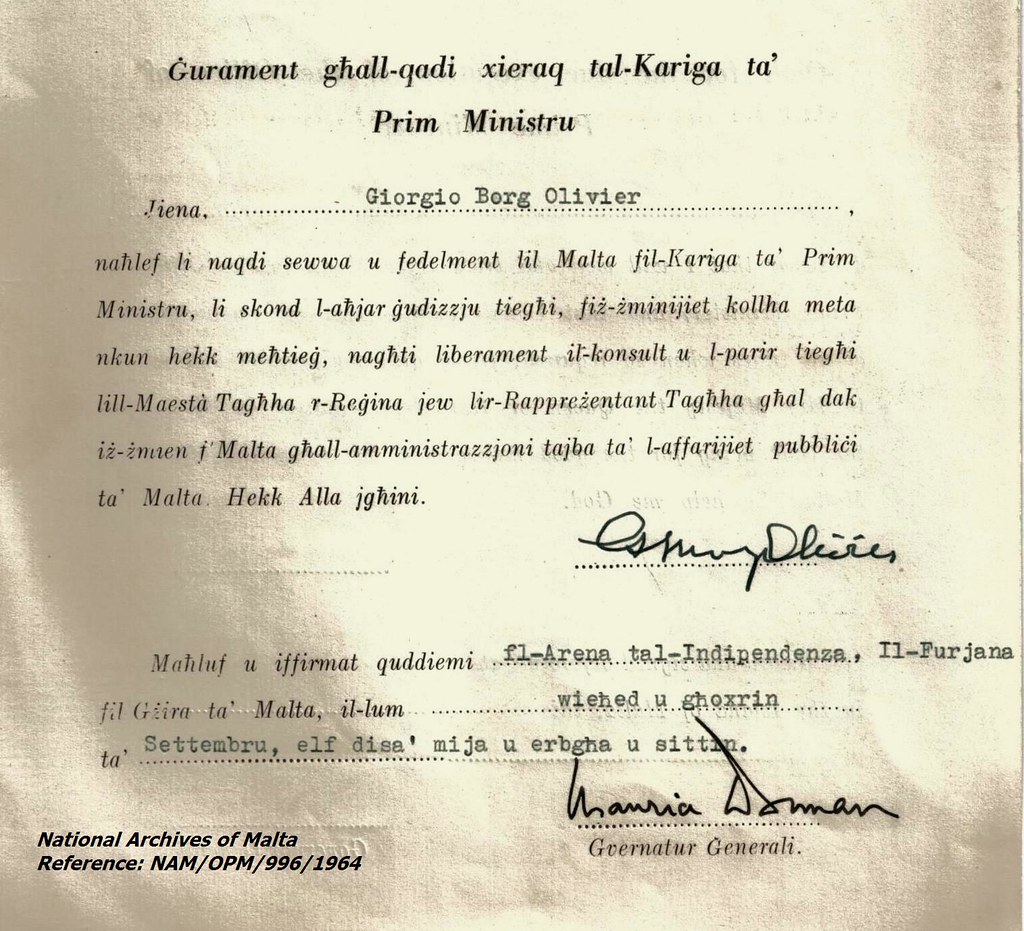 Ġurament għall-qadi xieraq tal-Kariga ta'
Prim Ministru
Jiena, Giorgio Borg Olivier,
naħlef li naqdi sewwa u fedelment lil Malta fil-Kariga ta' Prim
Ministru, li skond l-aħjar ġudizzju tiegħi, fiż-żminijiet kollha meta
nkun hekk meħtieġ, nagħti liberament il-konsult u l-parir tiegħi
lill-Maestà Tagħha r-Reġina jew lir-Rappreżentant Tagħha għal dak
iż-żmien f'Malta għall-amministrazzjoni tajba ta' l-affarijiet pubbliċi
ta' Malta. Hekk Alla jgħini.
Maħluf u iffirmat quddiemi fl-Arena tal-Indipendenza, Il-Furjana
fil Gżira ta' Malta, il-lum wieħed u għoxrin
ta' Settembru, elf disa' mija u erbgħa u sittin.
Gvernatur Ġenerali.
National Archives of Malta
Reference: NAM/OPM/996/1964